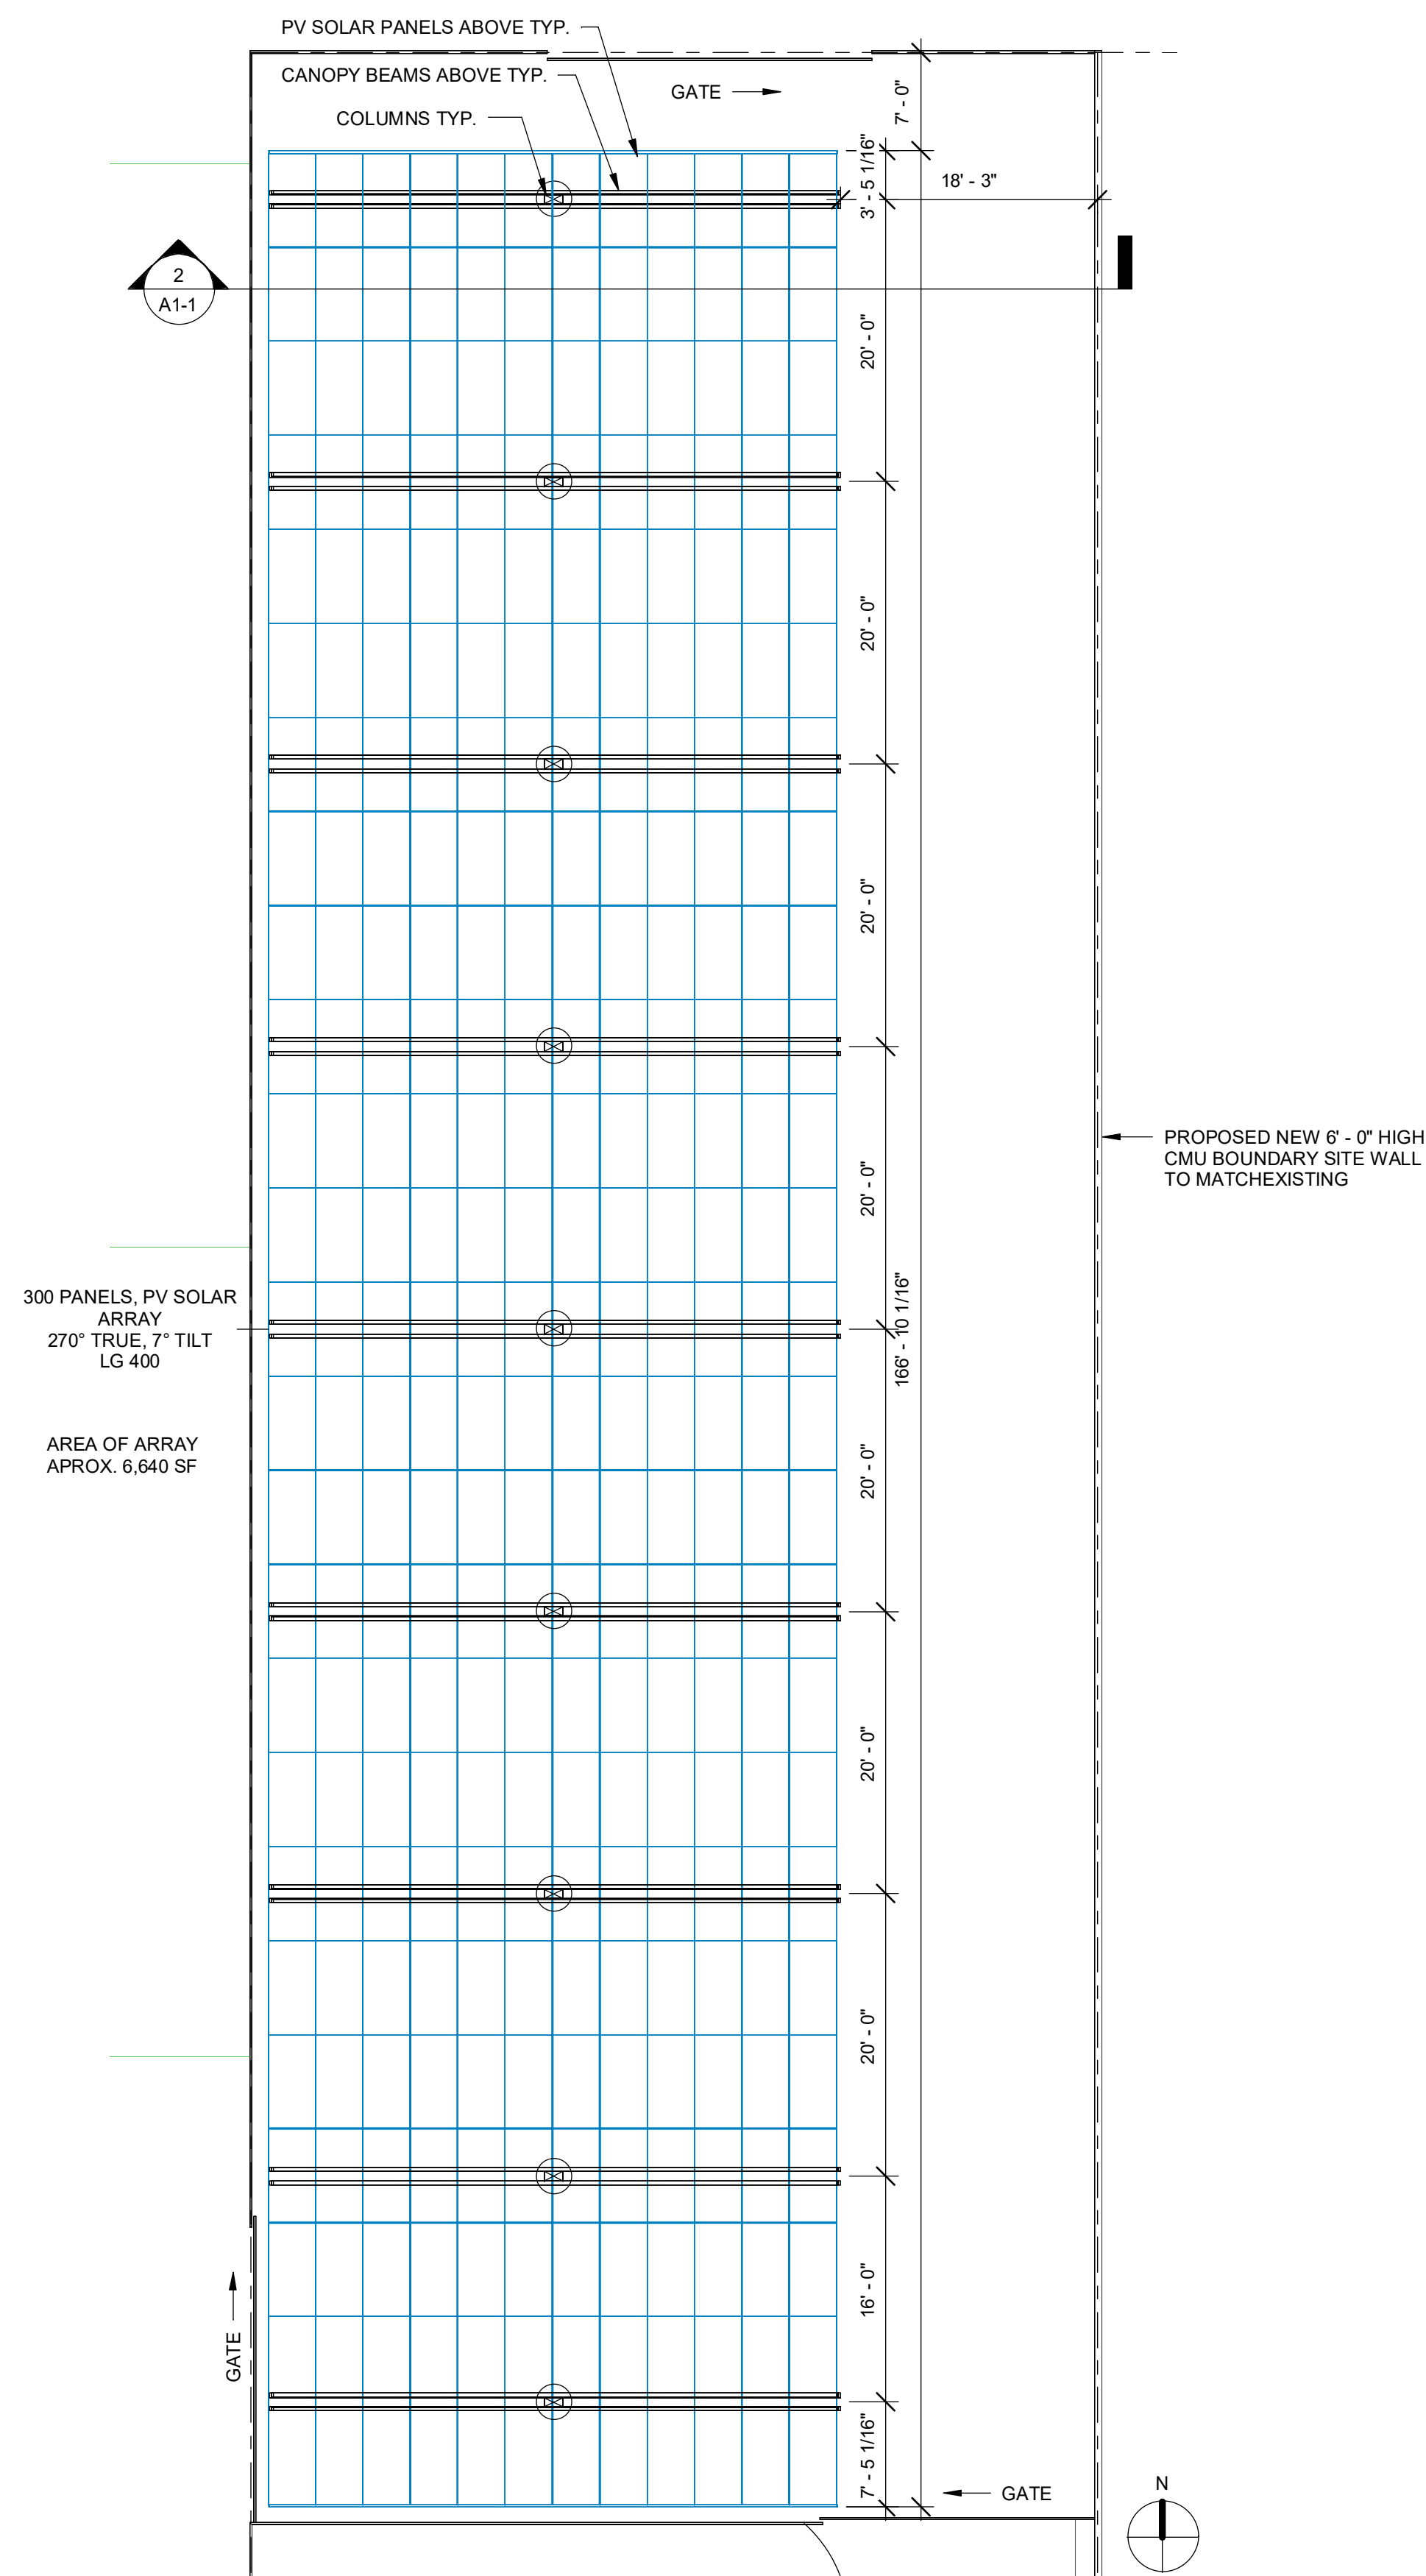 PV SOLAR PANELS ABOVE TYP.
CANOPY BEAMS ABOVE TYP.
GATE
COLUMNS TYP.
7' - 0"
3' - 5 1/16"
18' - 3"
2
A1-1
20' - 0"
20' - 0"
20' - 0"
PROPOSED NEW 6' - 0" HIGH
CMU BOUNDARY SITE WALL
TO MATCHEXISTING
20' - 0"
300 PANELS, PV SOLAR
ARRAY
270° TRUE, 7° TILT
LG 400
166' - 10 1/16"
AREA OF ARRAY
APROX. 6,640 SF
20' - 0"
20' - 0"
20' - 0"
16' - 0"
GATE
7' - 5 1/16"
GATE
N